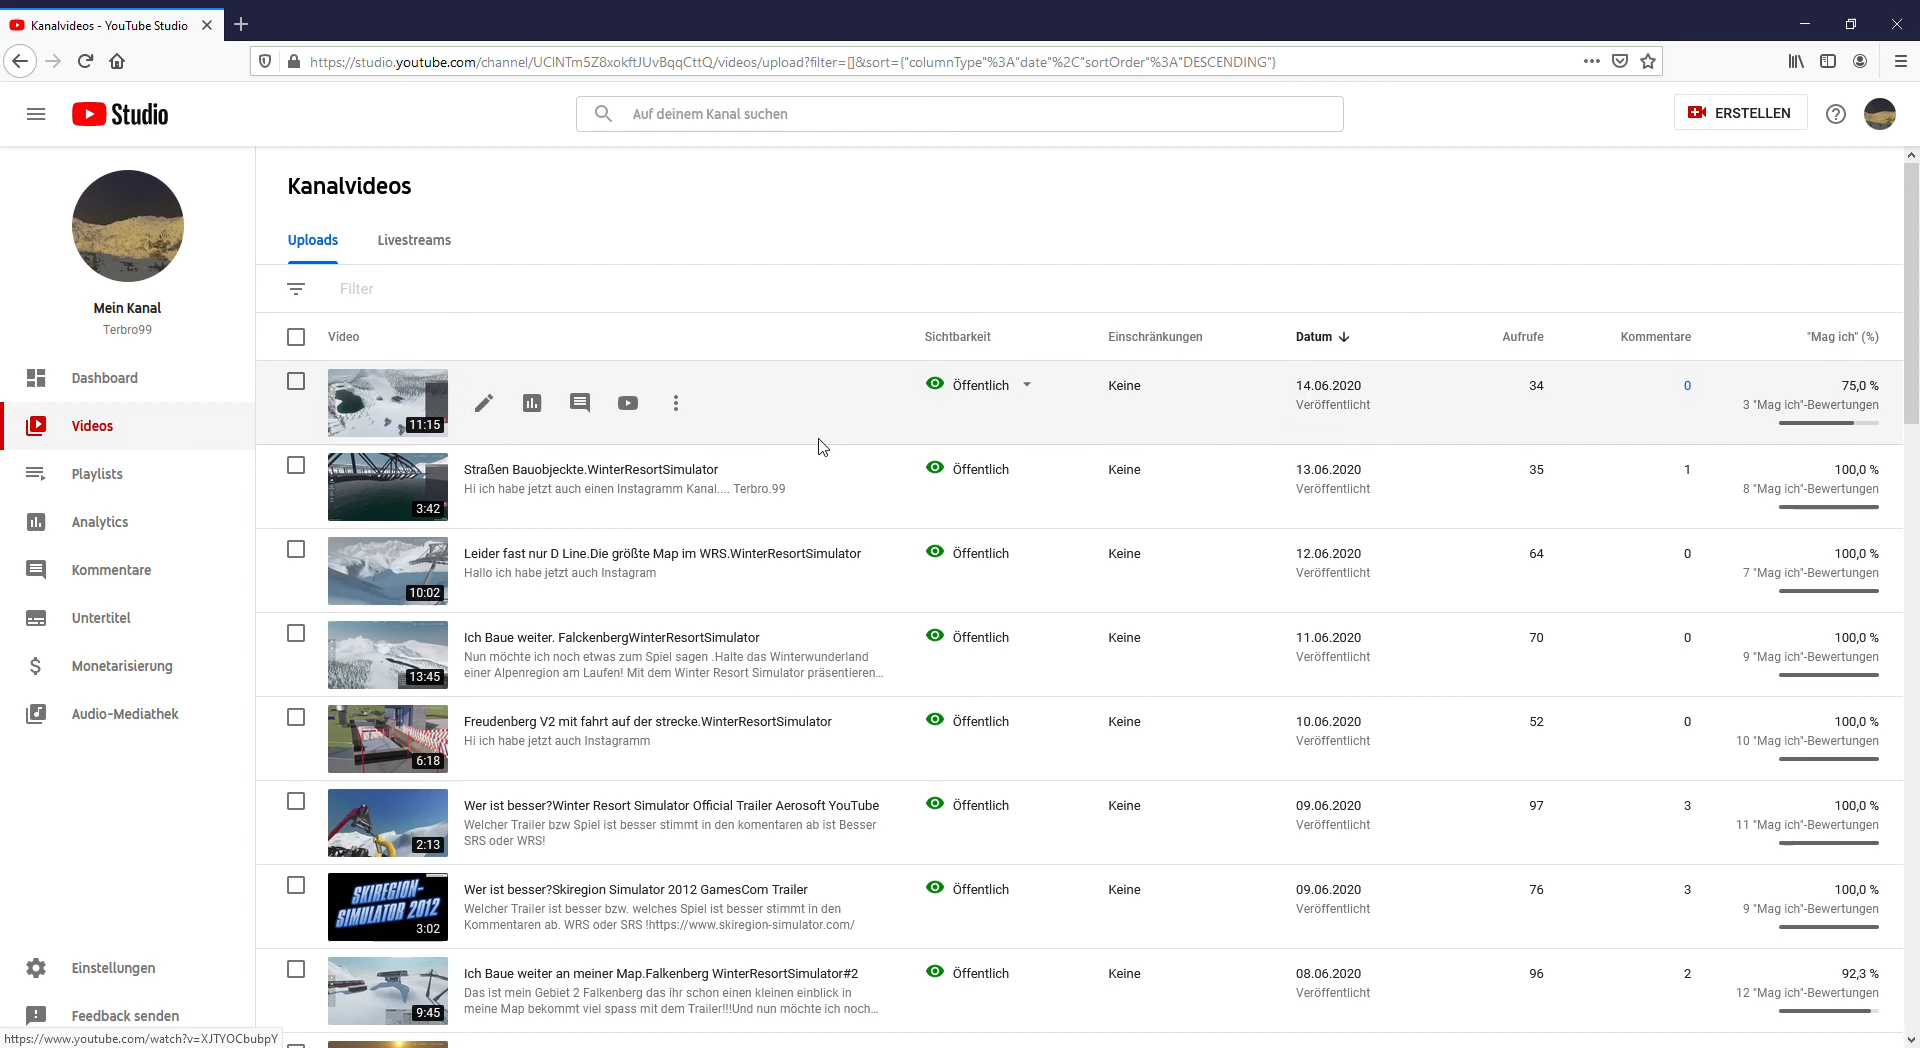 Kanalvideos - YouTube Studio
https://studio.youtube.com/channel/UClNTm5Z8xokftJUvBqqCttQ/videos/upload?filter=[]&sort={"columnType"%3A"date"%2C"sortOrder"%3A"DESCENDING"}
Studio
Auf deinem Kanal suchen
ERSTELLEN
Mein Kanal
Terbro99
Dashboard
Videos
Playlists
Analytics
Kommentare
Untertitel
Monetarisierung
Audio-Mediathek
Einstellungen
Feedback senden
https://www.youtube.com/watch?v=XJTYOCbubpY
Kanalvideos
Uploads Livestreams
Filter
Video Sichtbarkeit Einschränkungen Datum Aufrufe Kommentare "Mag ich" (%)
11:15 Öffentlich Keine 14.06.2020 34 0 75,0 %
Veröffentlicht 3 "Mag ich"-Bewertungen
Straßen Bauobjeckte.WinterResortSimulator Öffentlich Keine 13.06.2020 35 1 100,0 %
Hi ich habe jetzt auch einen Instagramm Kanal.... Terbro.99 Veröffentlicht 8 "Mag ich"-Bewertungen
3:42
Leider fast nur D Line.Die größte Map im WRS.WinterResortSimulator Öffentlich Keine 12.06.2020 64 0 100,0 %
Hallo ich habe jetzt auch Instagram Veröffentlicht 7 "Mag ich"-Bewertungen
10:02
Ich Baue weiter. FalckenbergWinterResortSimulator Öffentlich Keine 11.06.2020 70 0 100,0 %
Nun möchte ich noch etwas zum Spiel sagen .Halte das Winterwunderland Veröffentlicht 9 "Mag ich"-Bewertungen
einer Alpenregion am Laufen! Mit dem Winter Resort Simulator präsentieren...
13:45
Freudenberg V2 mit fahrt auf der strecke.WinterResortSimulator Öffentlich Keine 10.06.2020 52 0 100,0 %
Hi ich habe jetzt auch Instagramm Veröffentlicht 10 "Mag ich"-Bewertungen
6:18
Wer ist besser?Winter Resort Simulator Official Trailer Aerosoft YouTube Öffentlich Keine 09.06.2020 97 3 100,0 %
Welcher Trailer bzw Spiel ist besser stimmt in den komentaren ab ist Besser Veröffentlicht 11 "Mag ich"-Bewertungen
SRS oder WRS!
2:13
Wer ist besser?Skiregion Simulator 2012 GamesCom Trailer Öffentlich Keine 09.06.2020 76 3 100,0 %
SKIREGION-
SIMULATOR 2012
Welcher Trailer ist besser bzw. welches Spiel ist besser stimmt in den Veröffentlicht 9 "Mag ich"-Bewertungen
Kommentaren ab. WRS oder SRS !https://www.skiregion-simulator.com/
3:02
Ich Baue weiter an meiner Map.Falkenberg WinterResortSimulator#2 Öffentlich Keine 08.06.2020 96 2 92,3 %
Das ist mein Gebiet 2 Falkenberg das ihr schon einen kleinen einblick in Veröffentlicht 12 "Mag ich"-Bewertungen
meine Map bekommt viel spass mit dem Trailer!!!Und nun möchte ich noch...
9:45